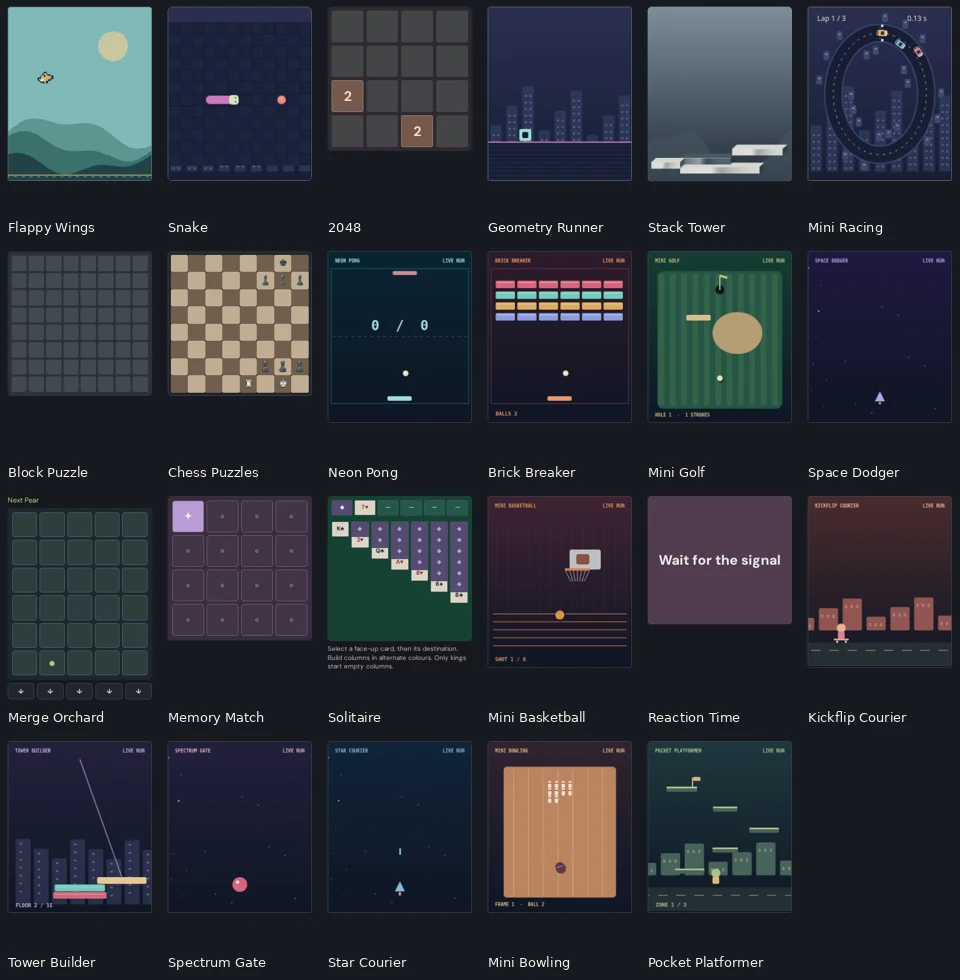 Lap 1 / 3
0.13 s
2
2
Flappy Wings
Snake
2048
Geometry Runner
Stack Tower
Mini Racing
NEON PONG
LIVE RUN
0 / 0
BRICK BREAKER
LIVE RUN
BALLS 3
MINI GOLF
LIVE RUN
HOLE 1 · 1 STROKES
SPACE DODGER
LIVE RUN
Block Puzzle
Chess Puzzles
Neon Pong
Brick Breaker
Mini Golf
Space Dodger
Next Pear
7♥
K♠
2♥
Q♠
A♥
8♥
6♠
8♠
Select a face-up card, then its destination.
Build columns in alternate colours. Only kings
start empty columns.
MINI BASKETBALL
LIVE RUN
SHOT 1 / 8
Wait for the signal
KICKFLIP COURIER
LIVE RUN
Merge Orchard
Memory Match
Solitaire
Mini Basketball
Reaction Time
Kickflip Courier
TOWER BUILDER
LIVE RUN
FLOOR 2 / 15
SPECTRUM GATE
LIVE RUN
STAR COURIER
LIVE RUN
MINI BOWLING
LIVE RUN
FRAME 1 · BALL 2
POCKET PLATFORMER
LIVE RUN
ZONE 1 / 3
Tower Builder
Spectrum Gate
Star Courier
Mini Bowling
Pocket Platformer